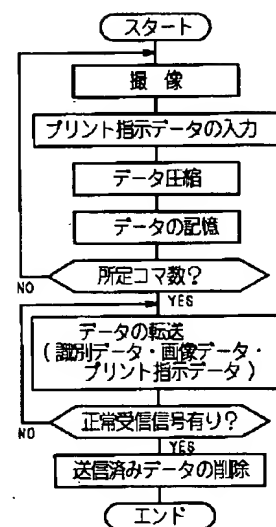 スタート
撮 像
プリント指示データの入力
データ圧縮
データの記憶
所定コマ数?
NO
YES
データの転送
(識別データ・画像データ・
プリント指示データ)
正常受信信号有り?
NO
YES
送信済みデータの削除
エンド